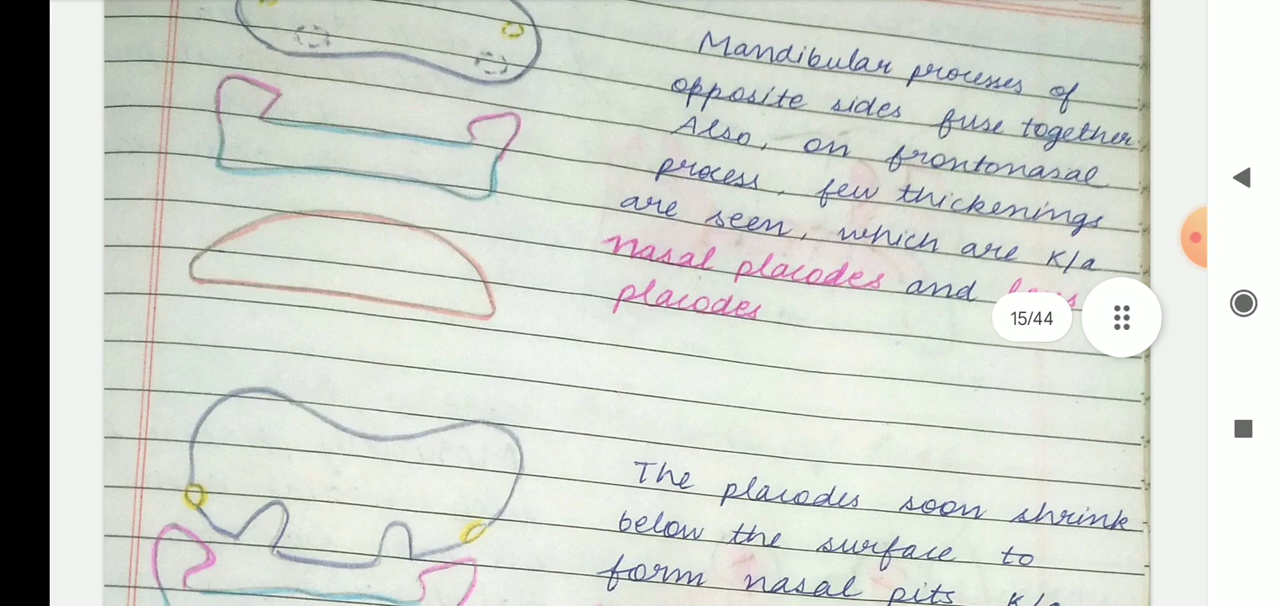 Mandibular processes of
opposite sides fuse together
Also, on frontonasal
process, few thickenings
are seen, which are K/a
nasal placodes and
placodes
15/44
The placodes soon shrink
below the surface to
form nasal pits K/a